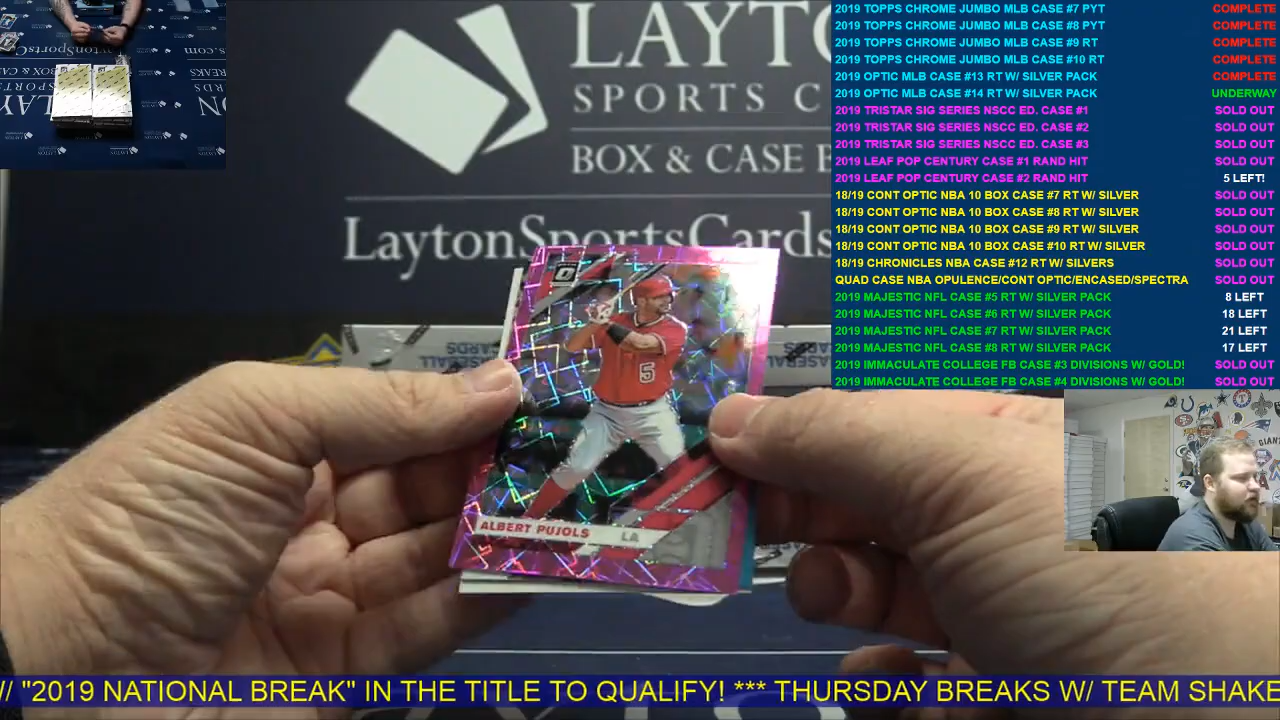 LAYTO
SPORTS C
BOX & CASE
LaytonSportsCards
5
ALBERT PUJOLS LA
2019 TOPPS CHROME JUMBO MLB CASE #7 PYT COMPLETE
2019 TOPPS CHROME JUMBO MLB CASE #8 PYT COMPLETE
2019 TOPPS CHROME JUMBO MLB CASE #9 RT COMPLETE
2019 TOPPS CHROME JUMBO MLB CASE #10 RT COMPLETE
2019 OPTIC MLB CASE #13 RT W/ SILVER PACK COMPLETE
2019 OPTIC MLB CASE #14 RT W/ SILVER PACK UNDERWAY
2019 TRISTAR SIG SERIES NSCC ED. CASE #1 SOLD OUT
2019 TRISTAR SIG SERIES NSCC ED. CASE #2 SOLD OUT
2019 TRISTAR SIG SERIES NSCC ED. CASE #3 SOLD OUT
2019 LEAF POP CENTURY CASE #1 RAND HIT SOLD OUT
2019 LEAF POP CENTURY CASE #2 RAND HIT 5 LEFT!
18/19 CONT OPTIC NBA 10 BOX CASE #7 RT W/ SILVER SOLD OUT
18/19 CONT OPTIC NBA 10 BOX CASE #8 RT W/ SILVER SOLD OUT
18/19 CONT OPTIC NBA 10 BOX CASE #9 RT W/ SILVER SOLD OUT
18/19 CONT OPTIC NBA 10 BOX CASE #10 RT W/ SILVER SOLD OUT
18/19 CHRONICLES NBA CASE #12 RT W/ SILVERS SOLD OUT
QUAD CASE NBA OPULENCE/CONT OPTIC/ENCASED/SPECTRA SOLD OUT
2019 MAJESTIC NFL CASE #5 RT W/ SILVER PACK 8 LEFT
2019 MAJESTIC NFL CASE #6 RT W/ SILVER PACK 18 LEFT
2019 MAJESTIC NFL CASE #7 RT W/ SILVER PACK 21 LEFT
2019 MAJESTIC NFL CASE #8 RT W/ SILVER PACK 17 LEFT
2019 IMMACULATE COLLEGE FB CASE #3 DIVISIONS W/ GOLD! SOLD OUT
2019 IMMACULATE COLLEGE FB CASE #4 DIVISIONS W/ GOLD! SOLD OUT
// "2019 NATIONAL BREAK" IN THE TITLE TO QUALIFY! *** THURSDAY BREAKS W/ TEAM SHAKE